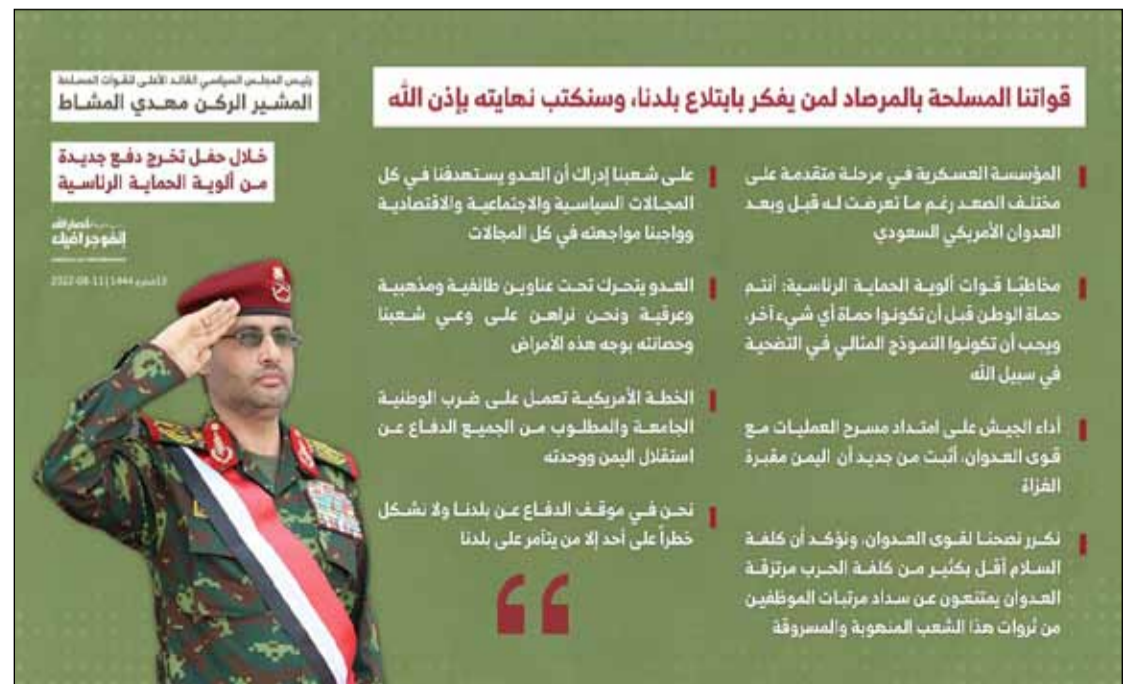 قواتنا المسلحة بالمرصاد لمن يفكر بابتلاع بلدنا، وسنكتب نهايته بإذن الله
رئيس المجلس السياسي القائد الأعلى للقوات المسلحة
المشير الركن مهدي المشاط
خلال حفل تخرج دفع جديدة
من ألوية الحماية الرئاسية
أنصار الله
إنفوجرافيك
13 محرم 1444 | 2022-08-11
المؤسسة العسكرية في مرحلة متقدمة على
مختلف الصعد رغم ما تعرضت له قبل وبعد
العدوان الأمريكي السعودي
مخاطبًا قوات ألوية الحماية الرئاسية: أنتم
حماة الوطن قبل أن تكونوا حماة أي شيء آخر،
ويجب أن تكونوا النموذج المثالي في التضحية
في سبيل الله
أداء الجيش على امتداد مسرح العمليات مع
قوى العدوان، أثبت من جديد أن اليمن مقبرة
الغزاة
نكرر نصحنا لقوى العدوان، ونؤكد أن كلفة
السلام أقل بكثير من كلفة الحرب مرتزقة
العدوان يمتنعون عن سداد مرتبات الموظفين
من ثروات هذا الشعب المنهوبة والمسروقة
على شعبنا إدراك أن العدو يستهدفنا في كل
المجالات السياسية والاجتماعية والاقتصادية
وواجبنا مواجهته في كل المجالات
العدو يتحرك تحت عناوين طائفية ومذهبية
وعرقية ونحن نراهن على وعي شعبنا
وحصانته بوجه هذه الأمراض
الخطة الأمريكية تعمل على ضرب الوطنية
الجامعة والمطلوب من الجميع الدفاع عن
استقلال اليمن ووحدته
نحن في موقف الدفاع عن بلدنا ولا نشكل
خطراً على أحد إلا من يتآمر على بلدنا